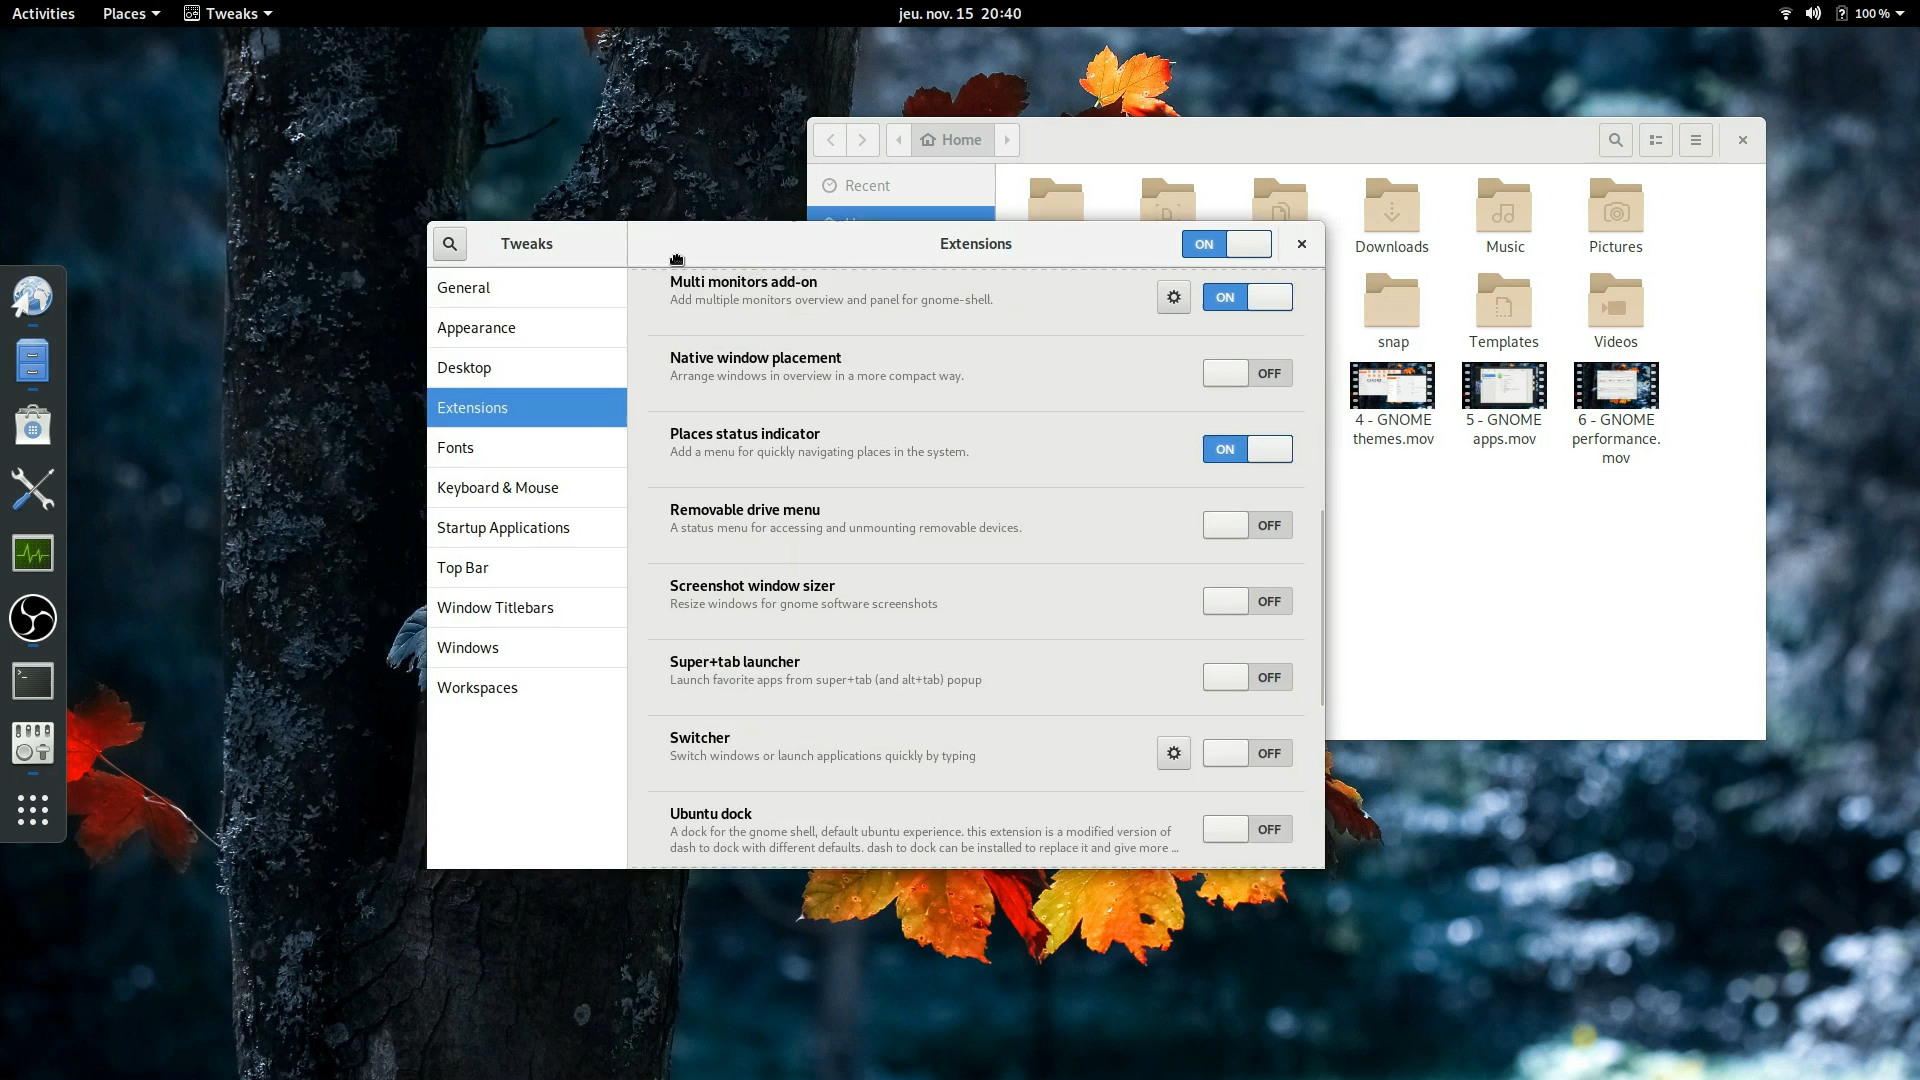 Activities
Places
Tweaks
jeu. nov. 15 20:40
100 %
Home
Recent
Downloads
Music
Pictures
snap
Templates
Videos
4 - GNOME
themes.mov
5 - GNOME
apps.mov
6 - GNOME
performance.
mov
Tweaks
Extensions
ON
General
Appearance
Desktop
Extensions
Fonts
Keyboard & Mouse
Startup Applications
Top Bar
Window Titlebars
Windows
Workspaces
Multi monitors add-on
Add multiple monitors overview and panel for gnome-shell.
ON
Native window placement
Arrange windows in overview in a more compact way.
OFF
Places status indicator
Add a menu for quickly navigating places in the system.
ON
Removable drive menu
A status menu for accessing and unmounting removable devices.
OFF
Screenshot window sizer
Resize windows for gnome software screenshots
OFF
Super+tab launcher
Launch favorite apps from super+tab (and alt+tab) popup
OFF
Switcher
Switch windows or launch applications quickly by typing
OFF
Ubuntu dock
A dock for the gnome shell, default ubuntu experience. this extension is a modified version of
dash to dock with different defaults. dash to dock can be installed to replace it and give more ...
OFF